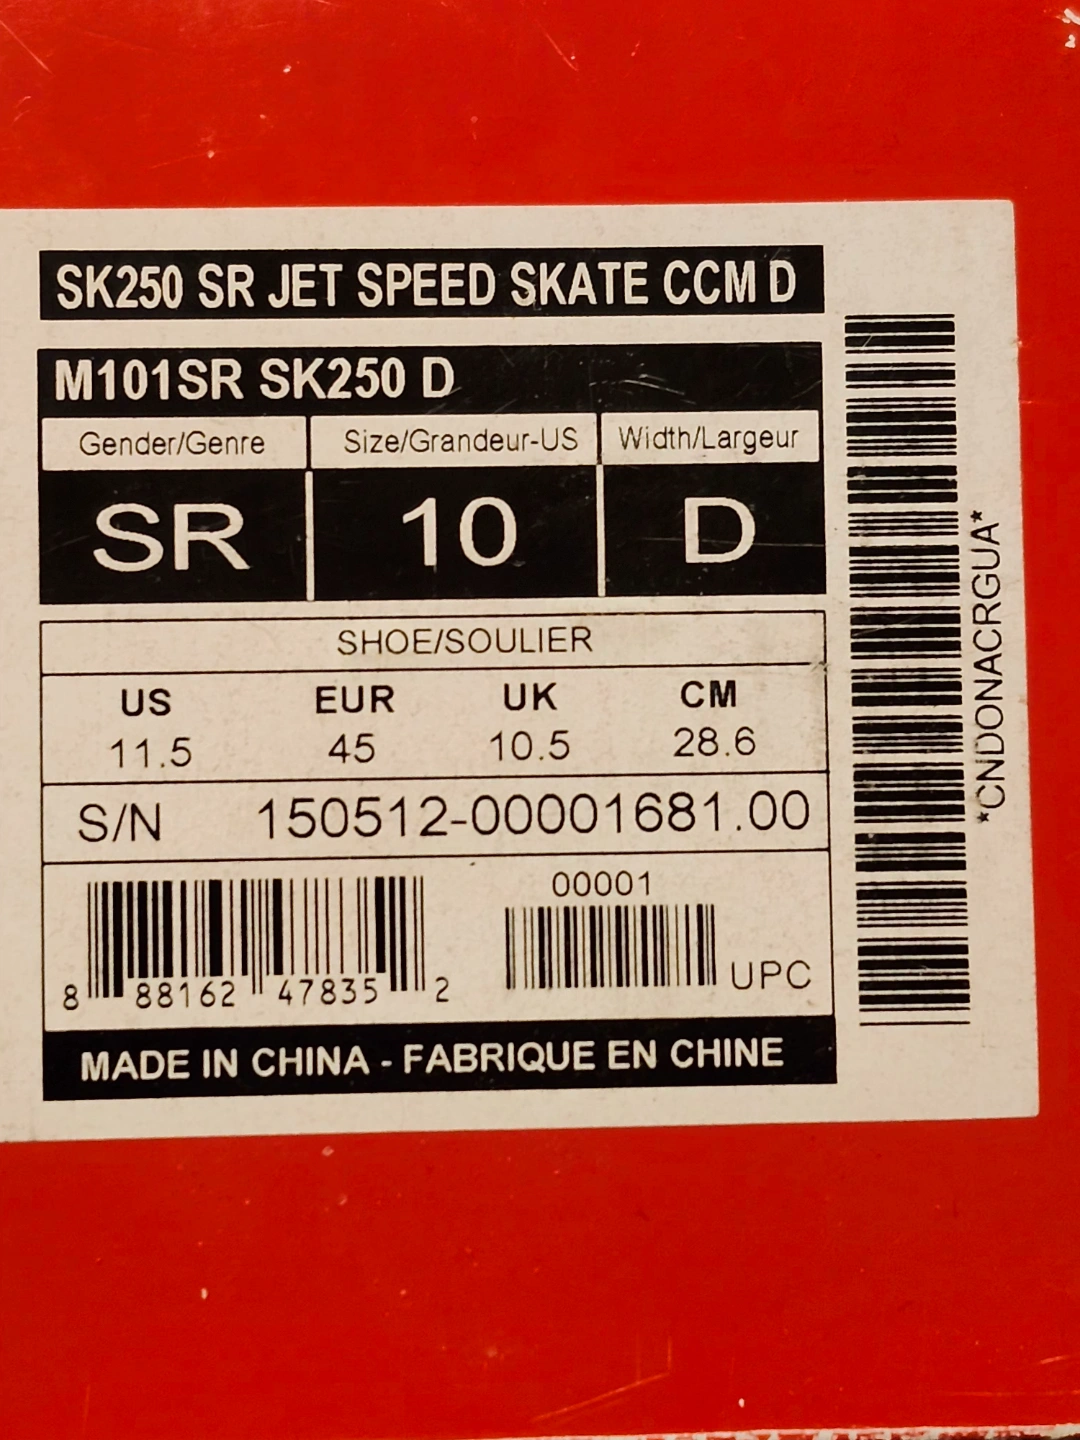 SK250 SR JET SPEED SKATE CCM D
M101SR SK250 D
Gender/Genre Size/Grandeur-US Width/Largeur
SR 10 D
SHOE/SOULIER
US EUR UK CM
11.5 45 10.5 28.6
S/N 150512-00001681.00
00001
8 88162 47835 2 UPC
MADE IN CHINA - FABRIQUE EN CHINE
*CNDONACRGUA*